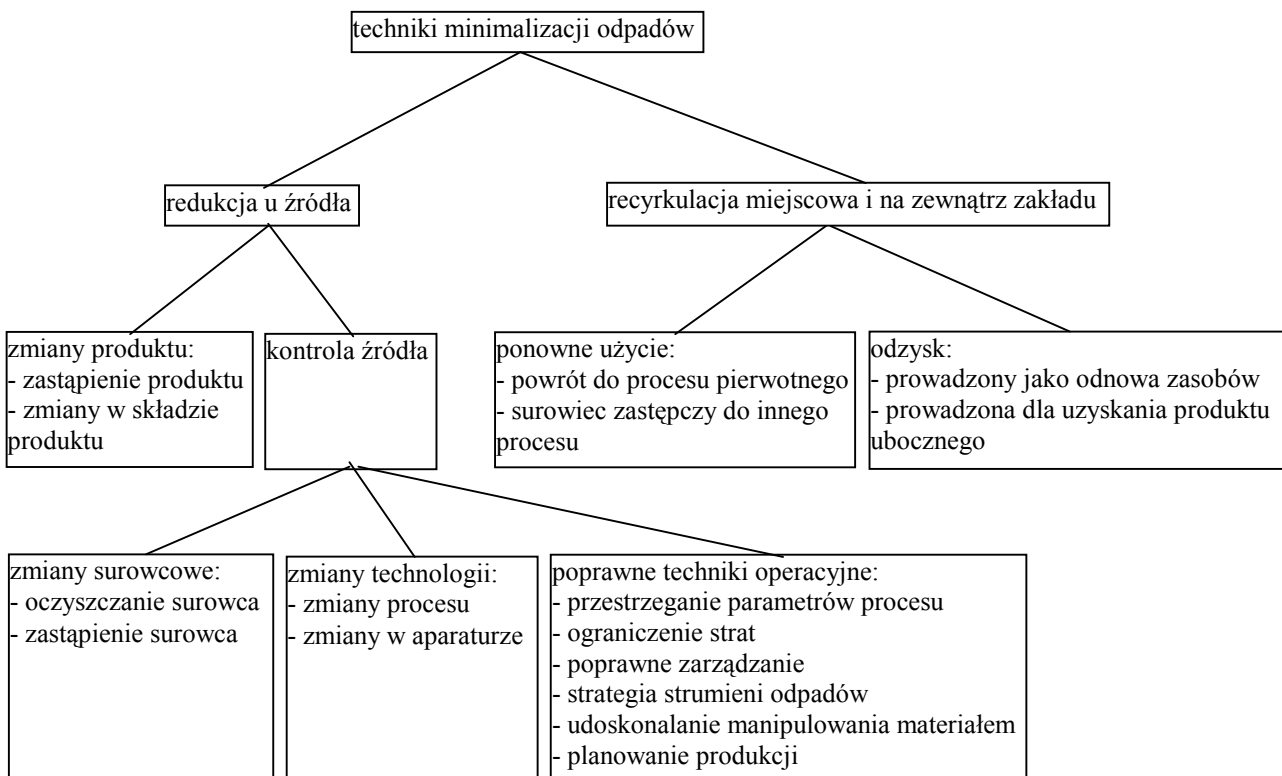 techniki minimalizacji odpadów
redukcja u źródła
recyrkulacja miejscowa i na zewnątrz zakładu
zmiany produktu:
- zastąpienie produktu
- zmiany w składzie
produktu
kontrola źródła
ponowne użycie:
- powrót do procesu pierwotnego
- surowiec zastępczy do innego
procesu
odzysk:
- prowadzony jako odnowa zasobów
- prowadzona dla uzyskania produktu
ubocznego
zmiany surowcowe:
- oczyszczanie surowca
- zastąpienie surowca
zmiany technologii:
- zmiany procesu
- zmiany w aparaturze
poprawne techniki operacyjne:
- przestrzeganie parametrów procesu
- ograniczenie strat
- poprawne zarządzanie
- strategia strumieni odpadów
- udoskonalanie manipulowania materiałem
- planowanie produkcji